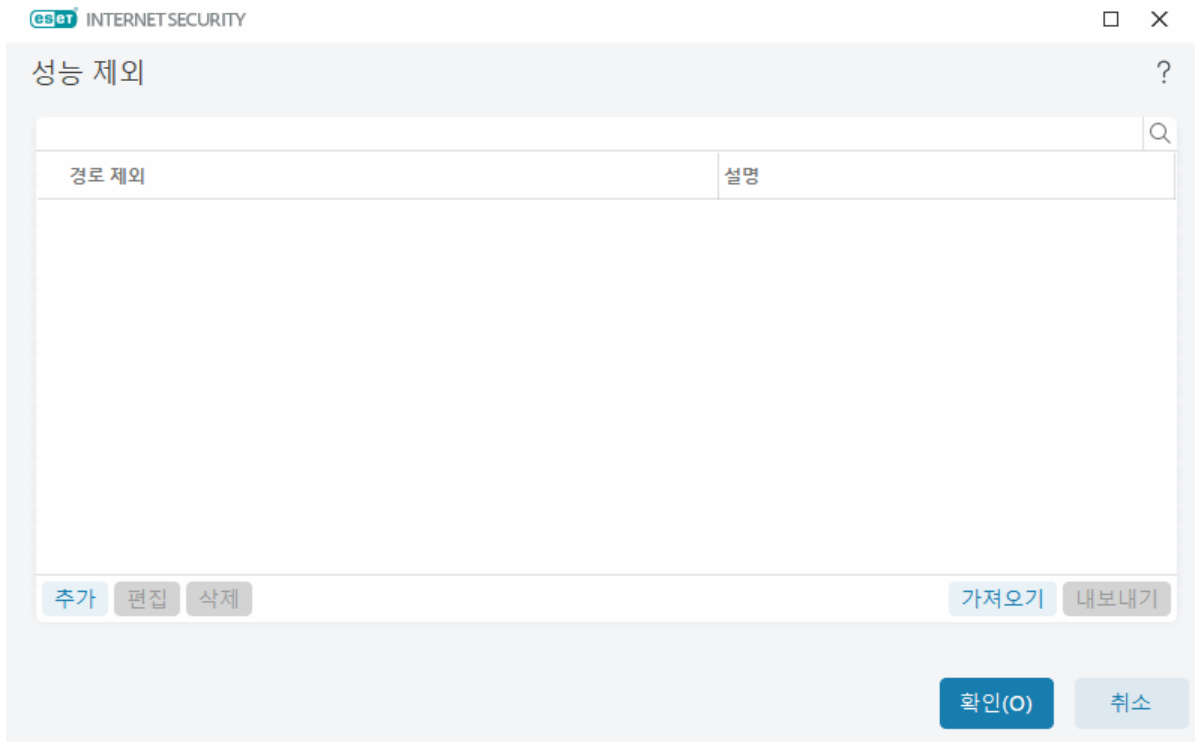 eset INTERNET SECURITY
성능 제외
?
경로 제외 설명
추가 편집 삭제 가져오기 내보내기
확인(O) 취소